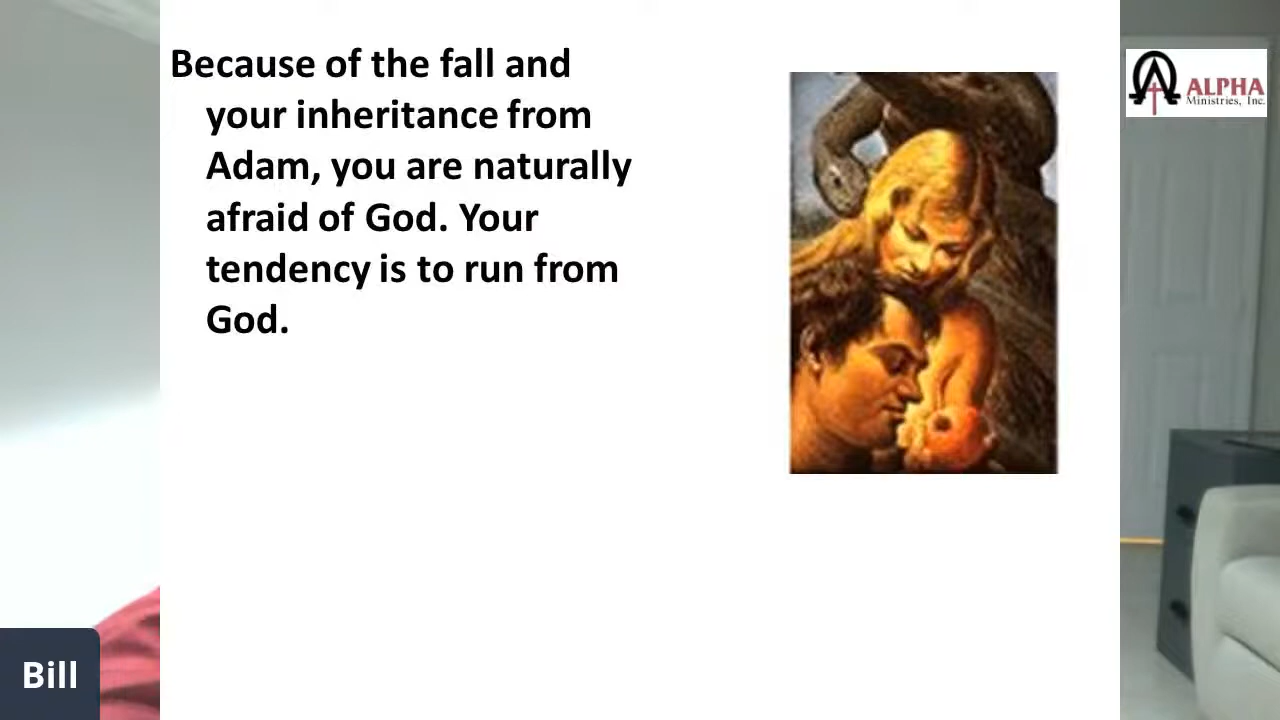 Because of the fall and
your inheritance from
Adam, you are naturally
afraid of God. Your
tendency is to run from
God.
ALPHA
Ministries, Inc.
Bill